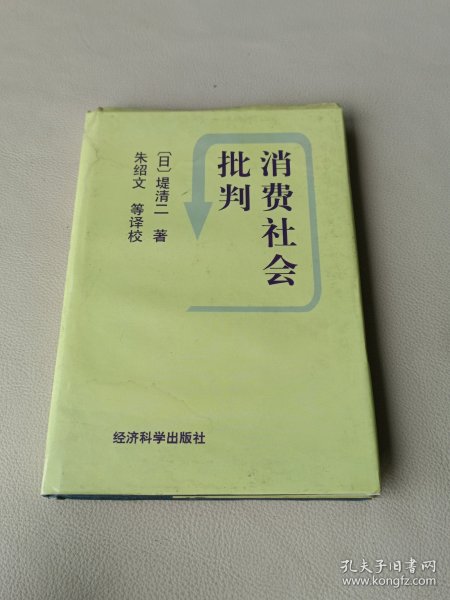 消费社会
批判
〔日〕堤清二 著
朱绍文 等译校
经济科学出版社
孔夫子旧书网
www.kongfz.com